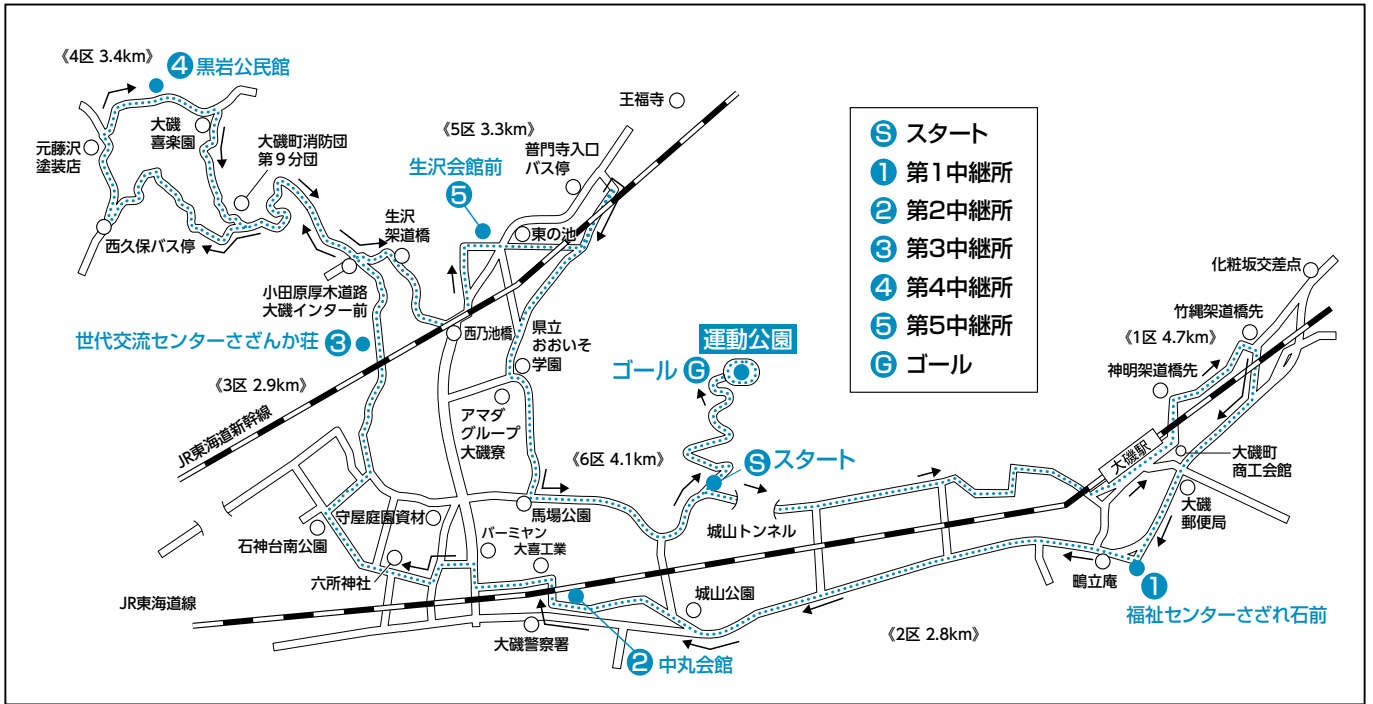 《4区 3.4km》
4 黒岩公民館
王福寺
大磯
喜楽園
大磯町消防団
第9分団
元藤沢
塗装店
《5区 3.3km》
普門寺入口
バス停
生沢会館前
5
西久保バス停
生沢
架道橋
東の池
小田原厚木道路
大磯インター前
世代交流センターさざんか荘 3
西乃池橋
県立
おおいそ
学園
《3区 2.9km》
JR東海道新幹線
アマダ
グループ
大磯寮
運動公園
ゴール G
《6区 4.1km》
S スタート
S スタート
1 第1中継所
2 第2中継所
3 第3中継所
4 第4中継所
5 第5中継所
G ゴール
化粧坂交差点
竹縄架道橋先
《1区 4.7km》
神明架道橋先
大磯駅
大磯町
商工会館
大磯
郵便局
守屋庭園資材
馬場公園
石神台南公園
バーミヤン
大喜工業
城山トンネル
六所神社
JR東海道線
城山公園
鴫立庵
1
福祉センターさざれ石前
大磯警察署
2 中丸会館
《2区 2.8km》